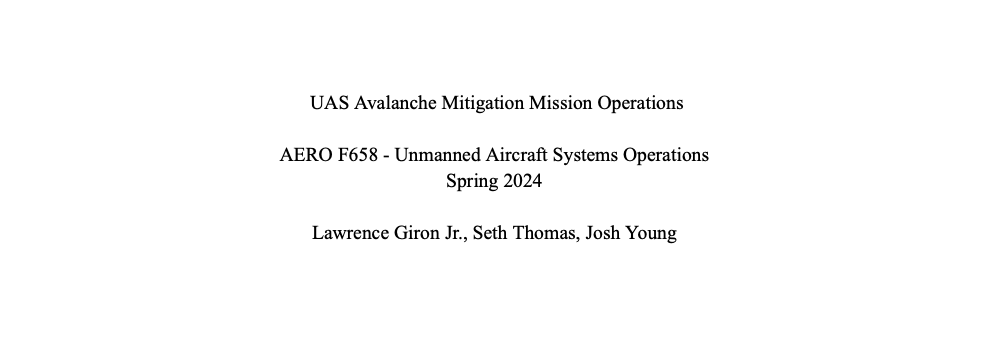 UAS Avalanche Mitigation Mission Operations
AERO F658 - Unmanned Aircraft Systems Operations
Spring 2024
Lawrence Giron Jr., Seth Thomas, Josh Young